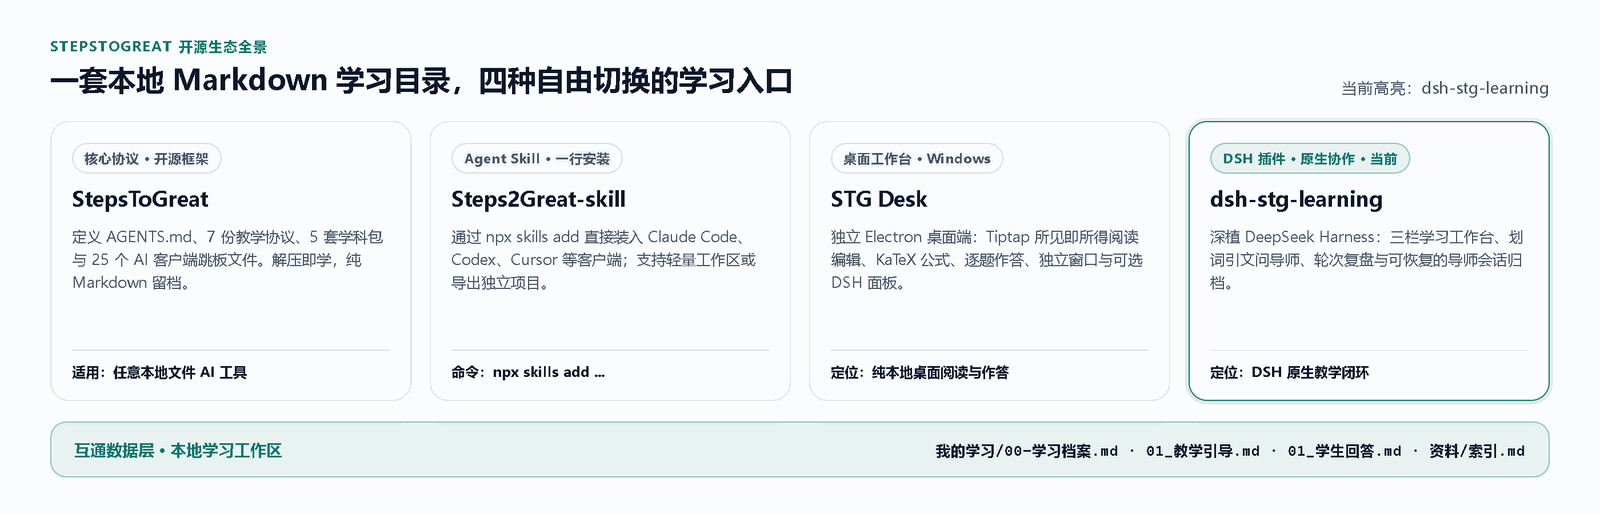 STEPSTOGREAT 开源生态全景
一套本地 Markdown 学习目录，四种自由切换的学习入口
当前高亮：dsh-stg-learning
核心协议 • 开源框架
StepsToGreat
定义 AGENTS.md、7 份教学协议、5 套学科包
与 25 个 AI 客户端跳板文件。解压即学，纯
Markdown 留档。
适用：任意本地文件 AI 工具
Agent Skill • 一行安装
Steps2Great-skill
通过 npx skills add 直接装入 Claude Code、
Codex、Cursor 等客户端；支持轻量工作区或
导出独立项目。
命令：npx skills add ...
桌面工作台 • Windows
STG Desk
独立 Electron 桌面端：Tiptap 所见即所得阅读
编辑、KaTeX 公式、逐题作答、独立窗口与可选
DSH 面板。
定位：纯本地桌面阅读与作答
DSH 插件 • 原生协作 • 当前
dsh-stg-learning
深植 DeepSeek Harness：三栏学习工作台、划
词引文问导师、轮次复盘与可恢复的导师会话归
档。
定位：DSH 原生教学闭环
互通数据层 • 本地学习工作区
我的学习/00-学习档案.md · 01_教学引导.md · 01_学生回答.md · 资料/索引.md